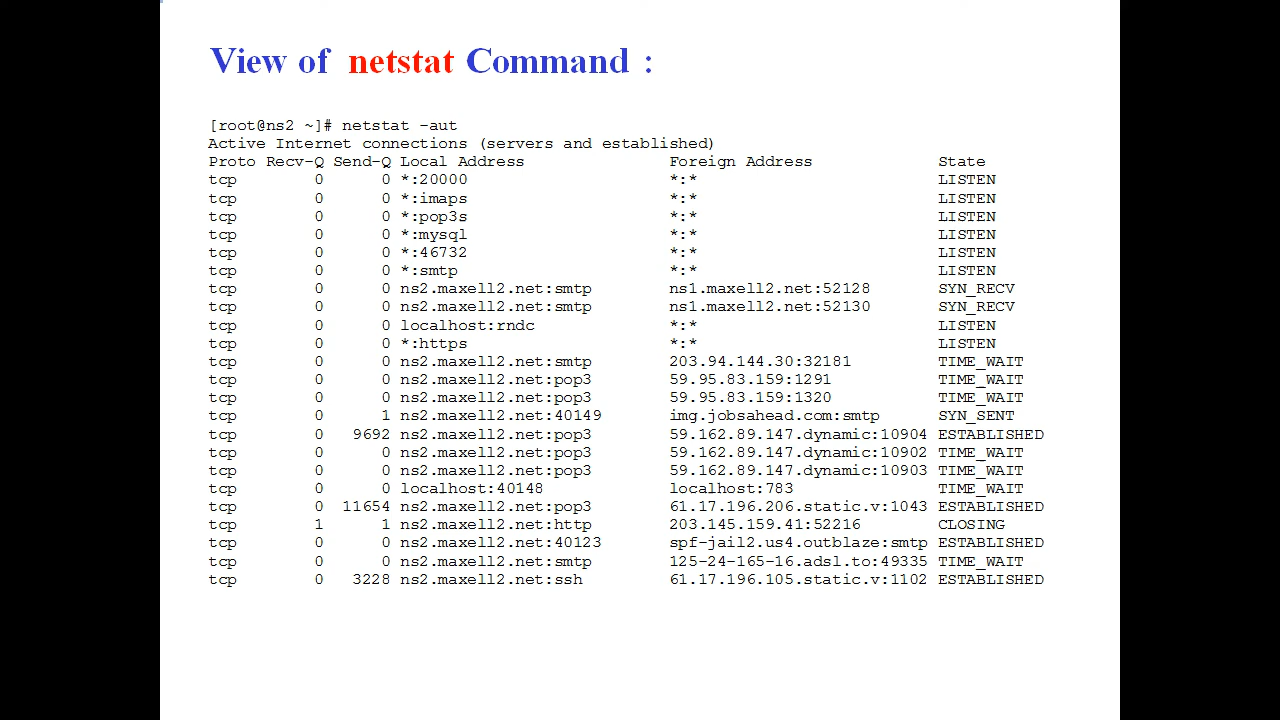 View of netstat Command :
[root@ns2 ~]# netstat -aut
Active Internet connections (servers and established)
Proto Recv-Q Send-Q Local Address Foreign Address State
tcp 0 0 *:20000 *:* LISTEN
tcp 0 0 *:imaps *:* LISTEN
tcp 0 0 *:pop3s *:* LISTEN
tcp 0 0 *:mysql *:* LISTEN
tcp 0 0 *:46732 *:* LISTEN
tcp 0 0 *:smtp *:* LISTEN
tcp 0 0 ns2.maxell2.net:smtp ns1.maxell2.net:52128 SYN_RECV
tcp 0 0 ns2.maxell2.net:smtp ns1.maxell2.net:52130 SYN_RECV
tcp 0 0 localhost:rndc *:* LISTEN
tcp 0 0 *:https *:* LISTEN
tcp 0 0 ns2.maxell2.net:smtp 203.94.144.30:32181 TIME_WAIT
tcp 0 0 ns2.maxell2.net:pop3 59.95.83.159:1291 TIME_WAIT
tcp 0 0 ns2.maxell2.net:pop3 59.95.83.159:1320 TIME_WAIT
tcp 0 1 ns2.maxell2.net:40149 img.jobsahead.com:smtp SYN_SENT
tcp 0 9692 ns2.maxell2.net:pop3 59.162.89.147.dynamic:10904 ESTABLISHED
tcp 0 0 ns2.maxell2.net:pop3 59.162.89.147.dynamic:10902 TIME_WAIT
tcp 0 0 ns2.maxell2.net:pop3 59.162.89.147.dynamic:10903 TIME_WAIT
tcp 0 0 localhost:40148 localhost:783 TIME_WAIT
tcp 0 11654 ns2.maxell2.net:pop3 61.17.196.206.static.v:1043 ESTABLISHED
tcp 1 1 ns2.maxell2.net:http 203.145.159.41:52216 CLOSING
tcp 0 0 ns2.maxell2.net:40123 spf-jail2.us4.outblaze:smtp ESTABLISHED
tcp 0 0 ns2.maxell2.net:smtp 125-24-165-16.adsl.to:49335 TIME_WAIT
tcp 0 3228 ns2.maxell2.net:ssh 61.17.196.105.static.v:1102 ESTABLISHED